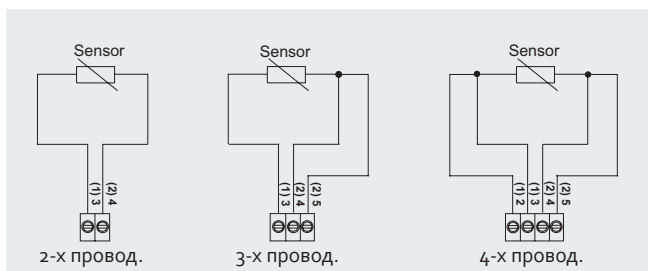 Sensor
Sensor
Sensor
(1) 3
(2) 4
(1) 3
(2) 4
(2) 5
(1) 2
(1) 3
(2) 4
(2) 5
2-х провод.
3-х провод.
4-х провод.